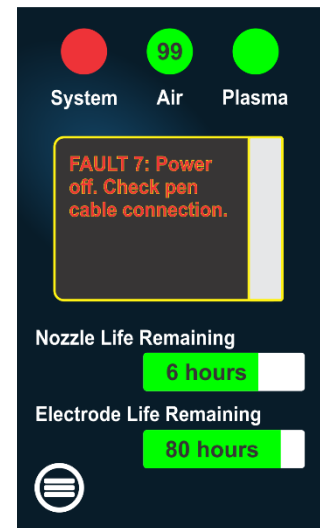 99
System Air Plasma
FAULT 7: Power
off. Check pen
cable connection.
Nozzle Life Remaining
6 hours
Electrode Life Remaining
80 hours